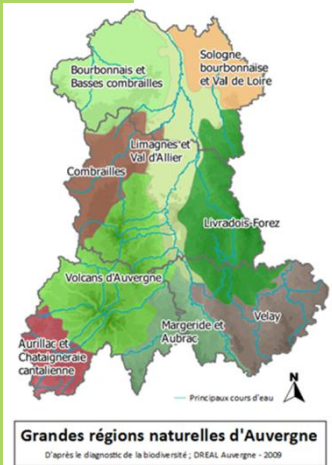 Sologne
bourbonnaise
et Val de Loire
Bourbonnais et
Basses combrailles
Limagnes et
Val d'Allier
Combrailles
Livradois-Forez
Volcans d'Auvergne
Velay
Margeride et
Aubrac
Aurillac et
Chataigneraie
cantalienne
N
Principaux cours d'eau
Grandes régions naturelles d'Auvergne
D'après le diagnostic de la biodiversité ; DREAL Auvergne - 2009